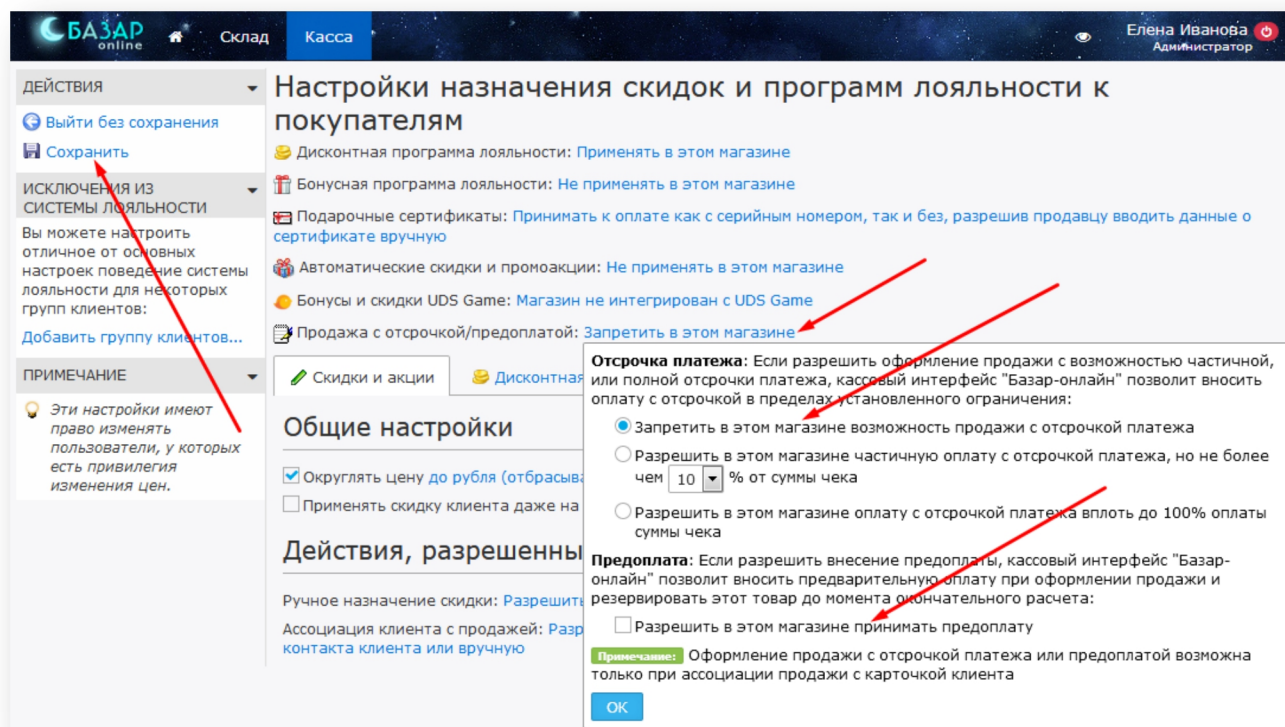 БАЗАР
online
Склад
Касса
Елена Иванова
Администратор
ДЕЙСТВИЯ
Выйти без сохранения
Сохранить
ИСКЛЮЧЕНИЯ ИЗ
СИСТЕМЫ ЛОЯЛЬНОСТИ
Вы можете настроить
отличное от основных
настроек поведение системы
лояльности для некоторых
групп клиентов:
Добавить группу клиентов...
ПРИМЕЧАНИЕ
Эти настройки имеют
право изменять
пользователи, у которых
есть привилегия
изменения цен.
Настройки назначения скидок и программ лояльности к
покупателям
Дисконтная программа лояльности: Применять в этом магазине
Бонусная программа лояльности: Не применять в этом магазине
Подарочные сертификаты: Принимать к оплате как с серийным номером, так и без, разрешив продавцу вводить данные о
сертификате вручную
Автоматические скидки и промоакции: Не применять в этом магазине
Бонусы и скидки UDS Game: Магазин не интегрирован с UDS Game
Продажа с отсрочкой/предоплатой: Запретить в этом магазине
Скидки и акции
Дисконтная
Общие настройки
Округлять цену до рубля (отбрасыва
Применять скидку клиента даже на
Действия, разрешенны
Ручное назначение скидки: Разрешить
Ассоциация клиента с продажей: Разр
контакта клиента или вручную
Отсрочка платежа: Если разрешить оформление продажи с возможностью частичной,
или полной отсрочки платежа, кассовый интерфейс "Базар-онлайн" позволит вносить
оплату с отсрочкой в пределах установленного ограничения:
Запретить в этом магазине возможность продажи с отсрочкой платежа
Разрешить в этом магазине частичную оплату с отсрочкой платежа, но не более
чем 10 % от суммы чека
Разрешить в этом магазине оплату с отсрочкой платежа вплоть до 100% оплаты
суммы чека
Предоплата: Если разрешить внесение предоплаты, кассовый интерфейс "Базар-
онлайн" позволит вносить предварительную оплату при оформлении продажи и
резервировать этот товар до момента окончательного расчета:
Разрешить в этом магазине принимать предоплату
Примечание: Оформление продажи с отсрочкой платежа или предоплатой возможна
только при ассоциации продажи с карточкой клиента
OK